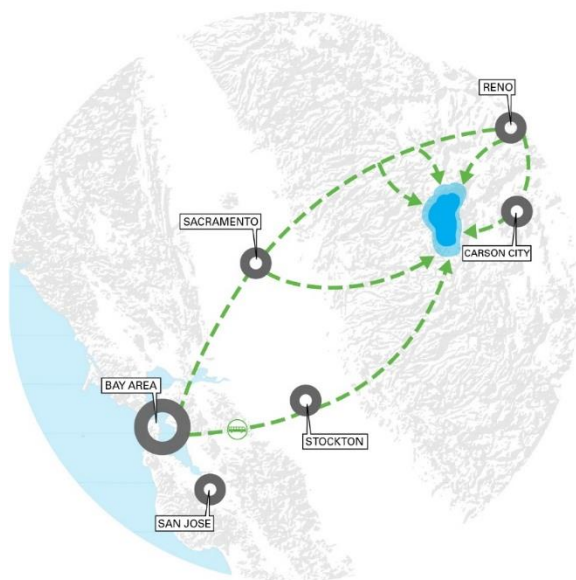 RENO
SACRAMENTO
CARSON CITY
BAY AREA
STOCKTON
SAN JOSE